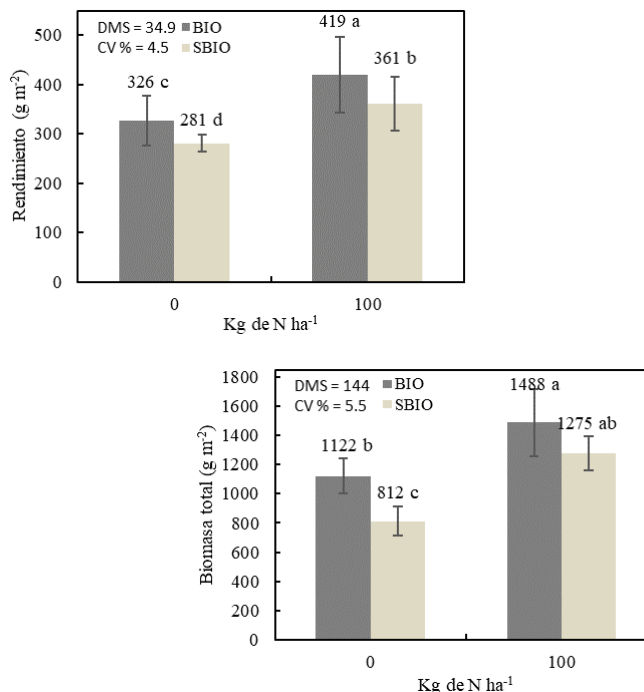 DMS = 34.9
CV % = 4.5
BIO
SBIO
419 a
361 b
326 c
281 d
500
400
300
200
100
0
Rendimiento (g m-2)
0 100
Kg de N ha-1
DMS = 144
CV % = 5.5
BIO
SBIO
1488 a
1275 ab
1122 b
812 c
1800
1600
1400
1200
1000
800
600
400
200
0
Biomasa total (g m-2)
0 100
Kg de N ha-1